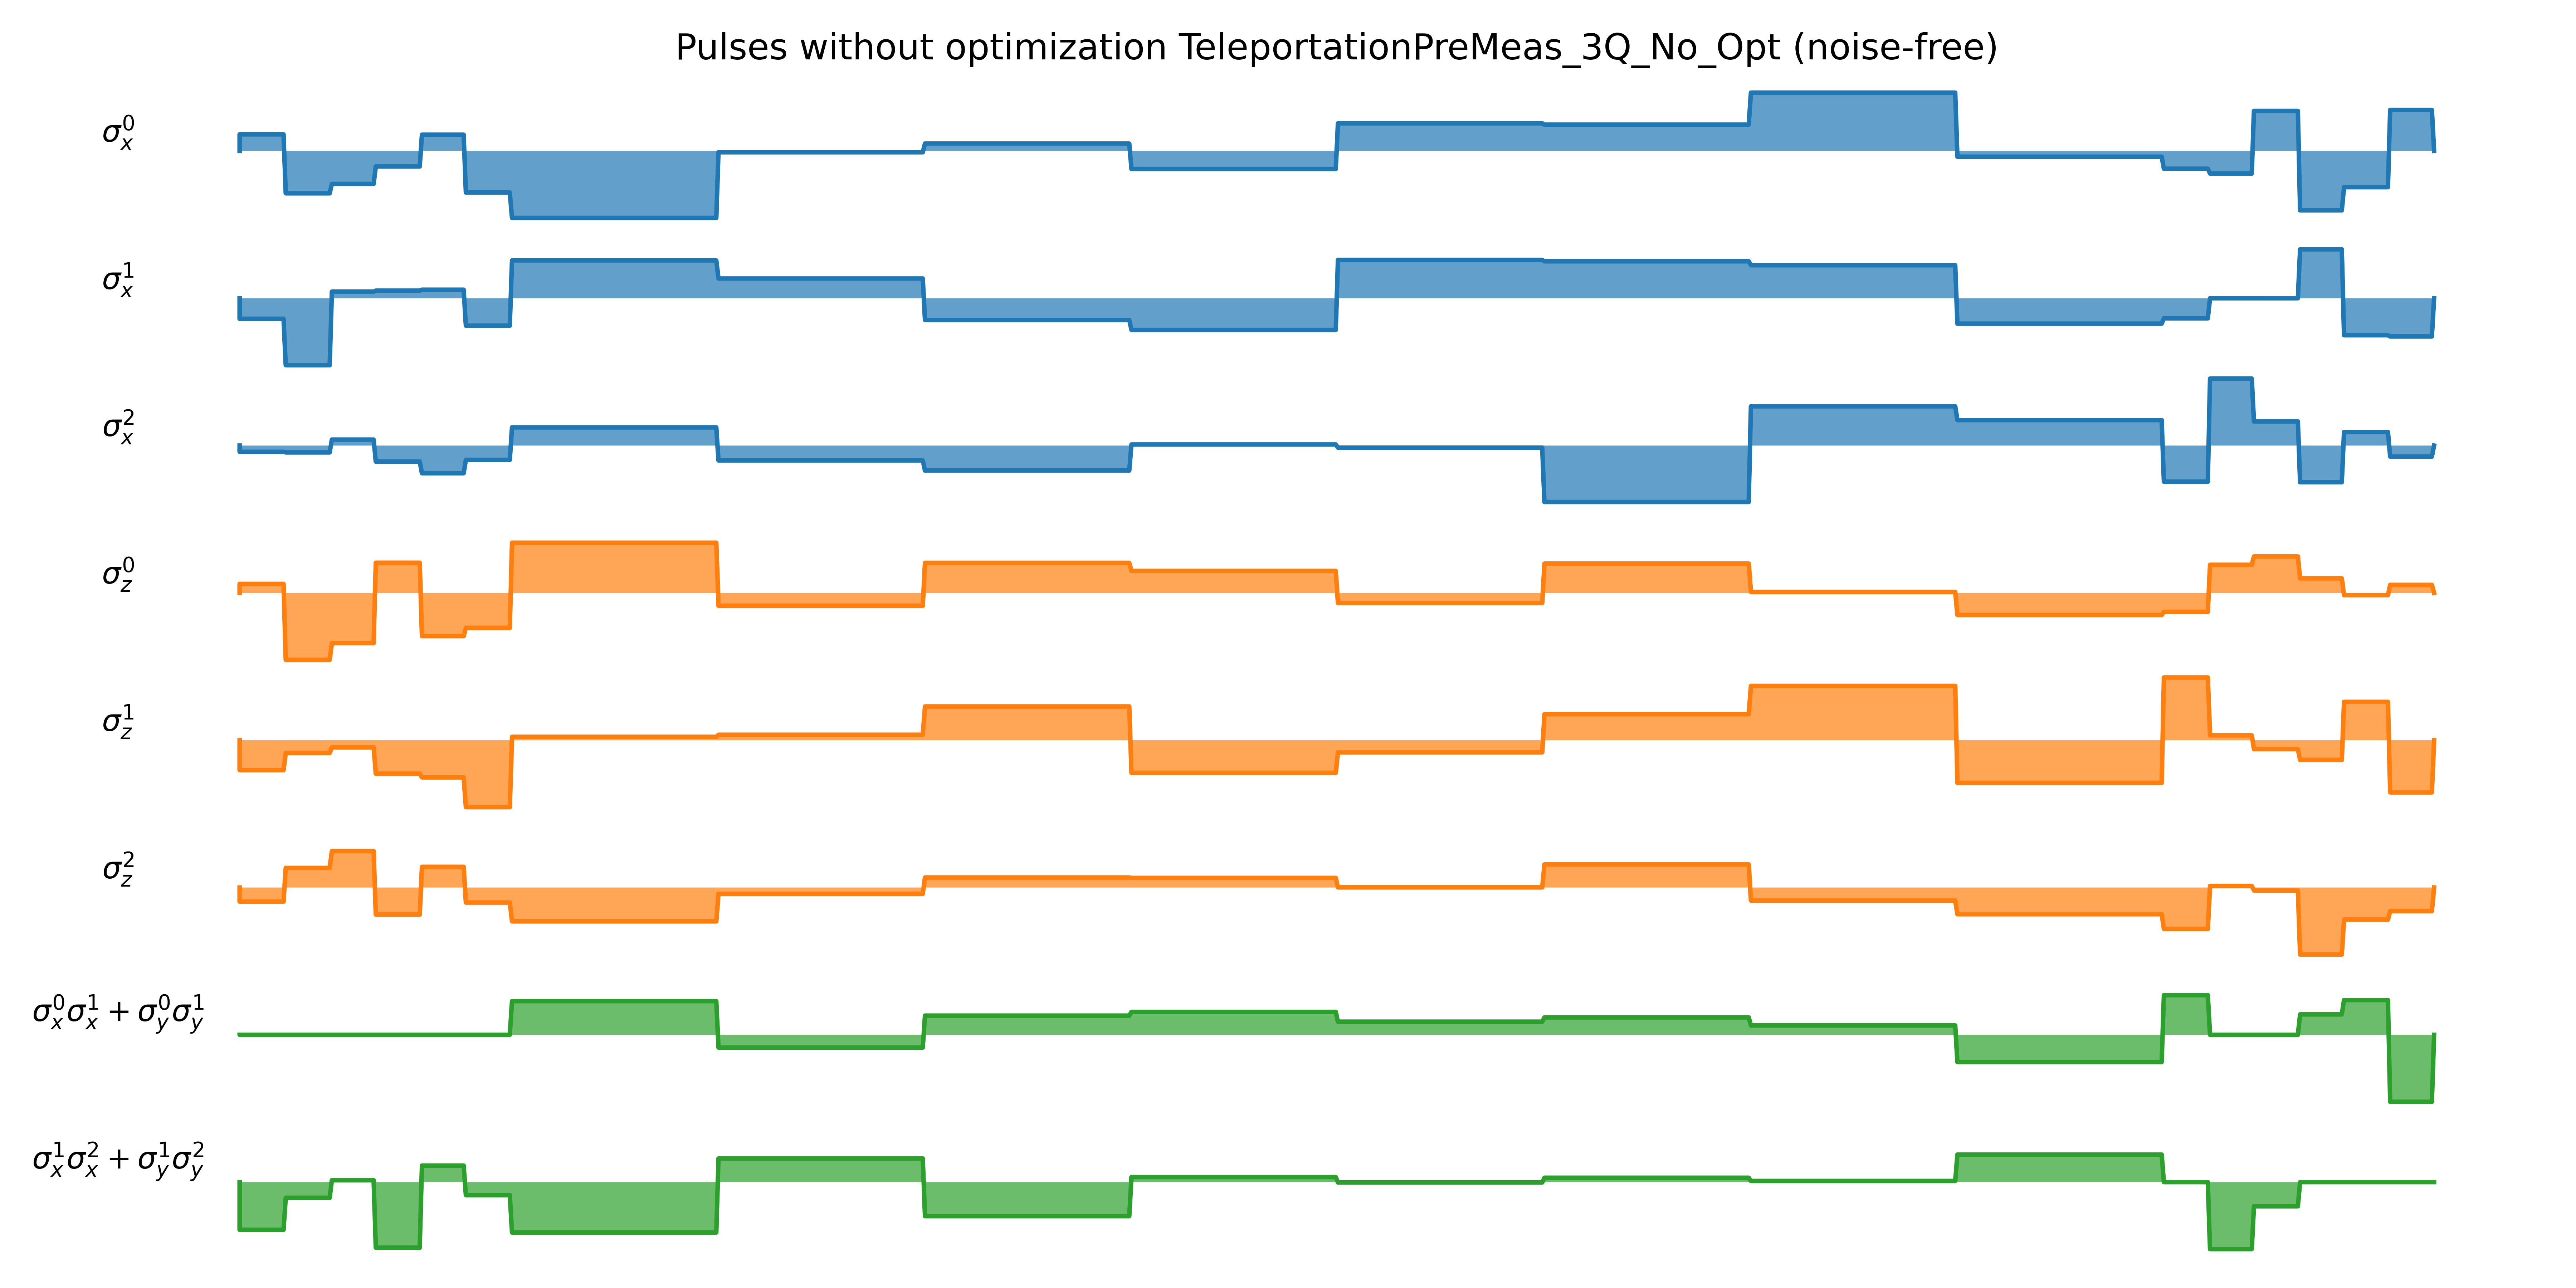 Pulses without optimization TeleportationPreMeas_3Q_No_Opt (noise-free)
σ_x^0
σ_x^1
σ_x^2
σ_z^0
σ_z^1
σ_z^2
σ_x^0σ_x^1 + σ_y^0σ_y^1
σ_x^1σ_x^2 + σ_y^1σ_y^2